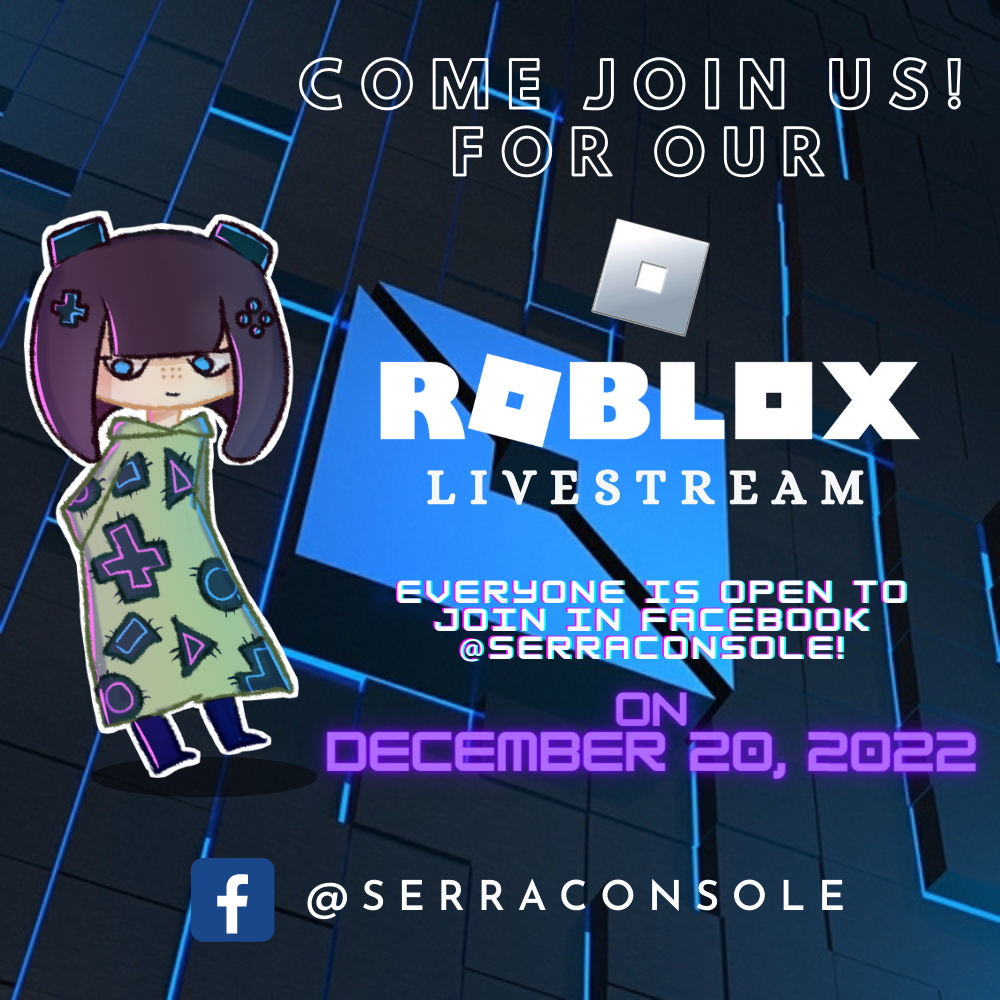 COME JOIN US!
FOR OUR
ROBLOX
LIVESTREAM
EVERYONE IS OPEN TO
JOIN IN FACEBOOK
@SERRACONSOLE!
ON
DECEMBER 20, 2022
f @SERRACONSOLE